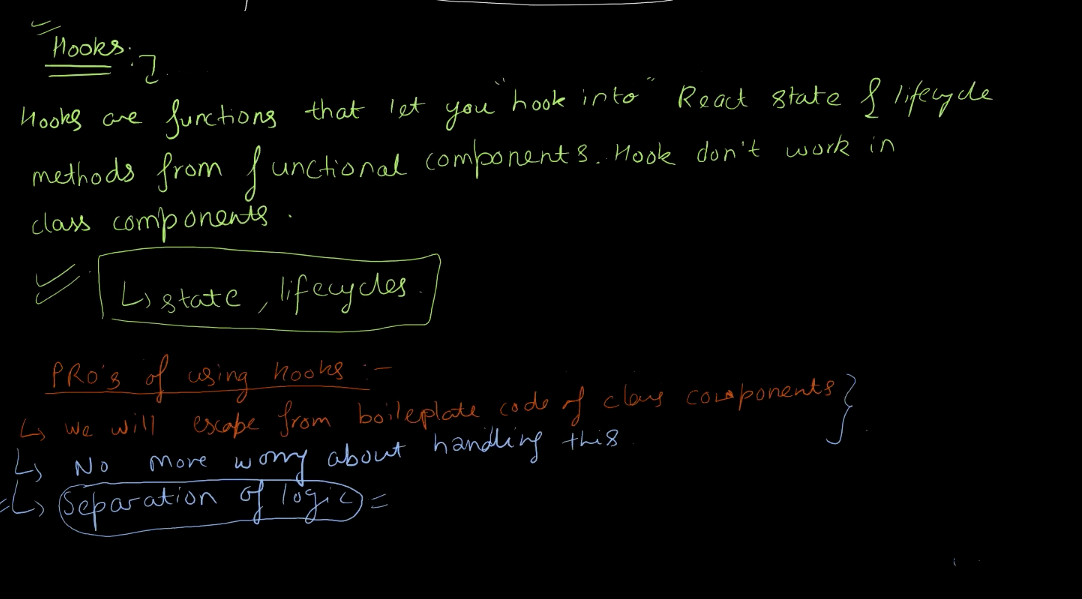 Hooks:
Hooks are functions that let you "hook into" React state & lifecycle
methods from functional components. Hook don't work in
class components.
↳ state, lifecycles.
PRO's of using hooks :-
↳ we will escape from boileplate code of class components
↳ No more worry about handling this
↳ Separation of logic =